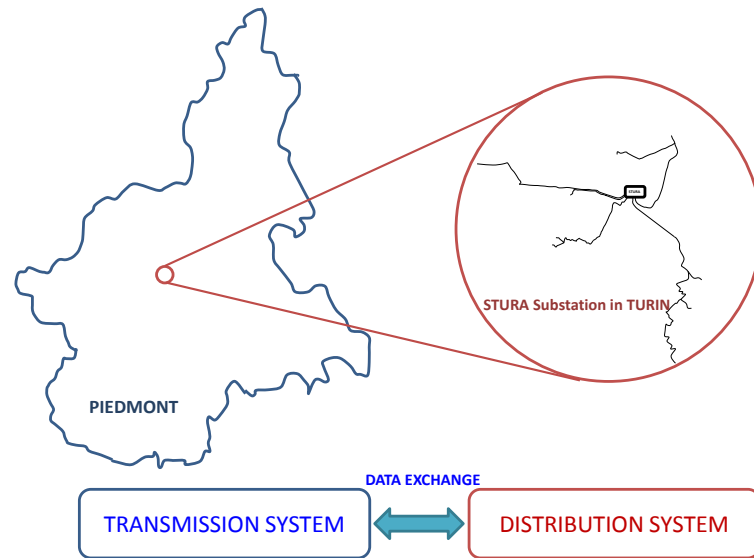 STURA
STURA Substation in TURIN
PIEDMONT
DATA EXCHANGE
TRANSMISSION SYSTEM
DISTRIBUTION SYSTEM